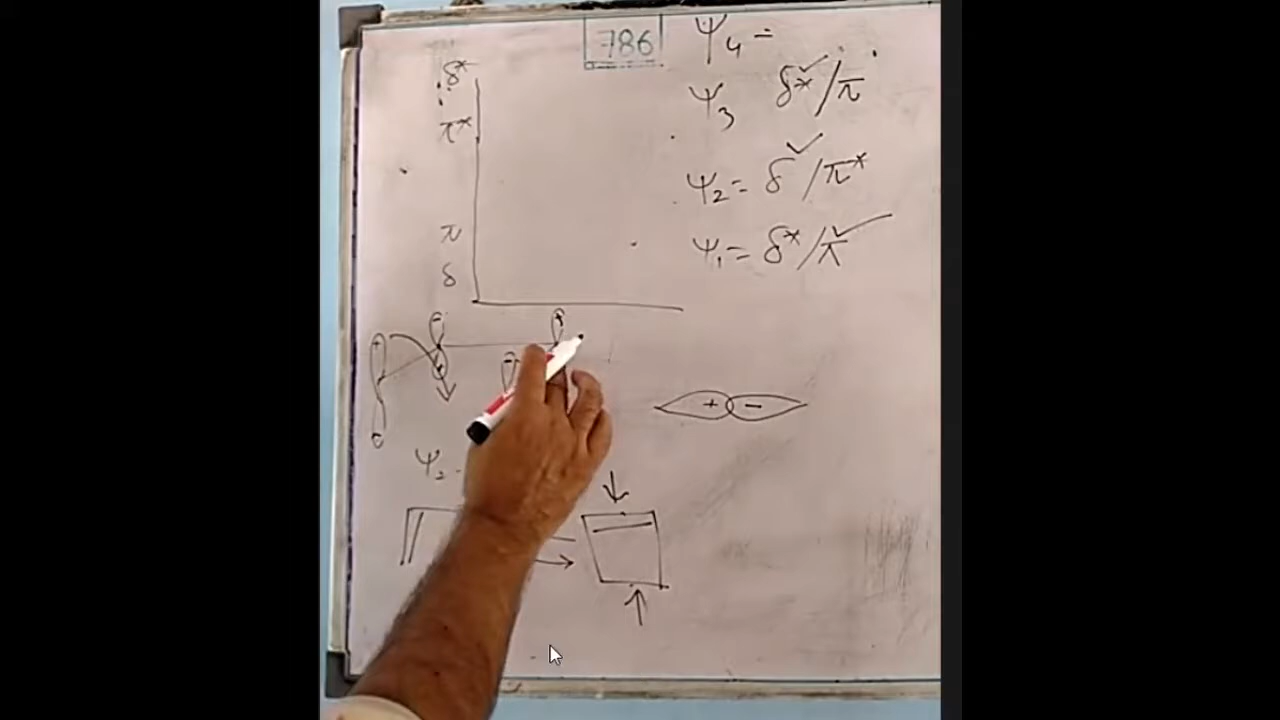 786
ψ4 =
ψ3 δ*/π
ψ2 = δ/π*
ψ1 = δ*/π
δ*
π*
π
δ
+ - + -
+ -
ψ2